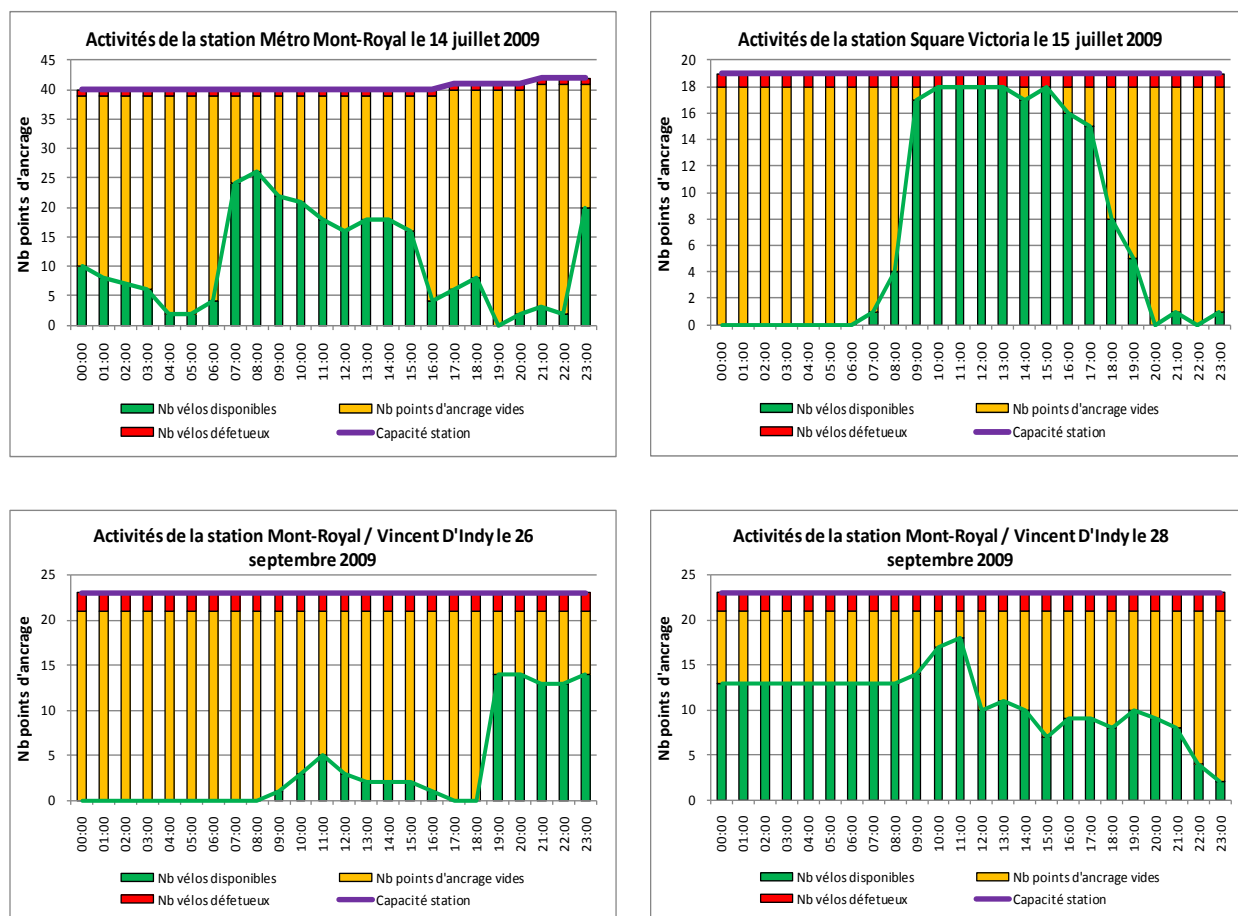 Activités de la station Métro Mont-Royal le 14 juillet 2009
Nb points d'ancrage
45
40
35
30
25
20
15
10
5
0
00:00 01:00 02:00 03:00 04:00 05:00 06:00 07:00 08:00 09:00 10:00 11:00 12:00 13:00 14:00 15:00 16:00 17:00 18:00 19:00 20:00 21:00 22:00 23:00
Nb vélos disponibles Nb points d'ancrage vides
Nb vélos défetueux Capacité station
Activités de la station Square Victoria le 15 juillet 2009
Nb points d'ancrage
20
18
16
14
12
10
8
6
4
2
0
00:00 01:00 02:00 03:00 04:00 05:00 06:00 07:00 08:00 09:00 10:00 11:00 12:00 13:00 14:00 15:00 16:00 17:00 18:00 19:00 20:00 21:00 22:00 23:00
Nb vélos disponibles Nb points d'ancrage vides
Nb vélos défetueux Capacité station
Activités de la station Mont-Royal / Vincent D'Indy le 26
septembre 2009
Nb points d'ancrage
25
20
15
10
5
0
00:00 01:00 02:00 03:00 04:00 05:00 06:00 07:00 08:00 09:00 10:00 11:00 12:00 13:00 14:00 15:00 16:00 17:00 18:00 19:00 20:00 21:00 22:00 23:00
Nb vélos disponibles Nb points d'ancrage vides
Nb vélos défetueux Capacité station
Activités de la station Mont-Royal / Vincent D'Indy le 28
septembre 2009
Nb points d'ancrage
25
20
15
10
5
0
00:00 01:00 02:00 03:00 04:00 05:00 06:00 07:00 08:00 09:00 10:00 11:00 12:00 13:00 14:00 15:00 16:00 17:00 18:00 19:00 20:00 21:00 22:00 23:00
Nb vélos disponibles Nb points d'ancrage vides
Nb vélos défetueux Capacité station